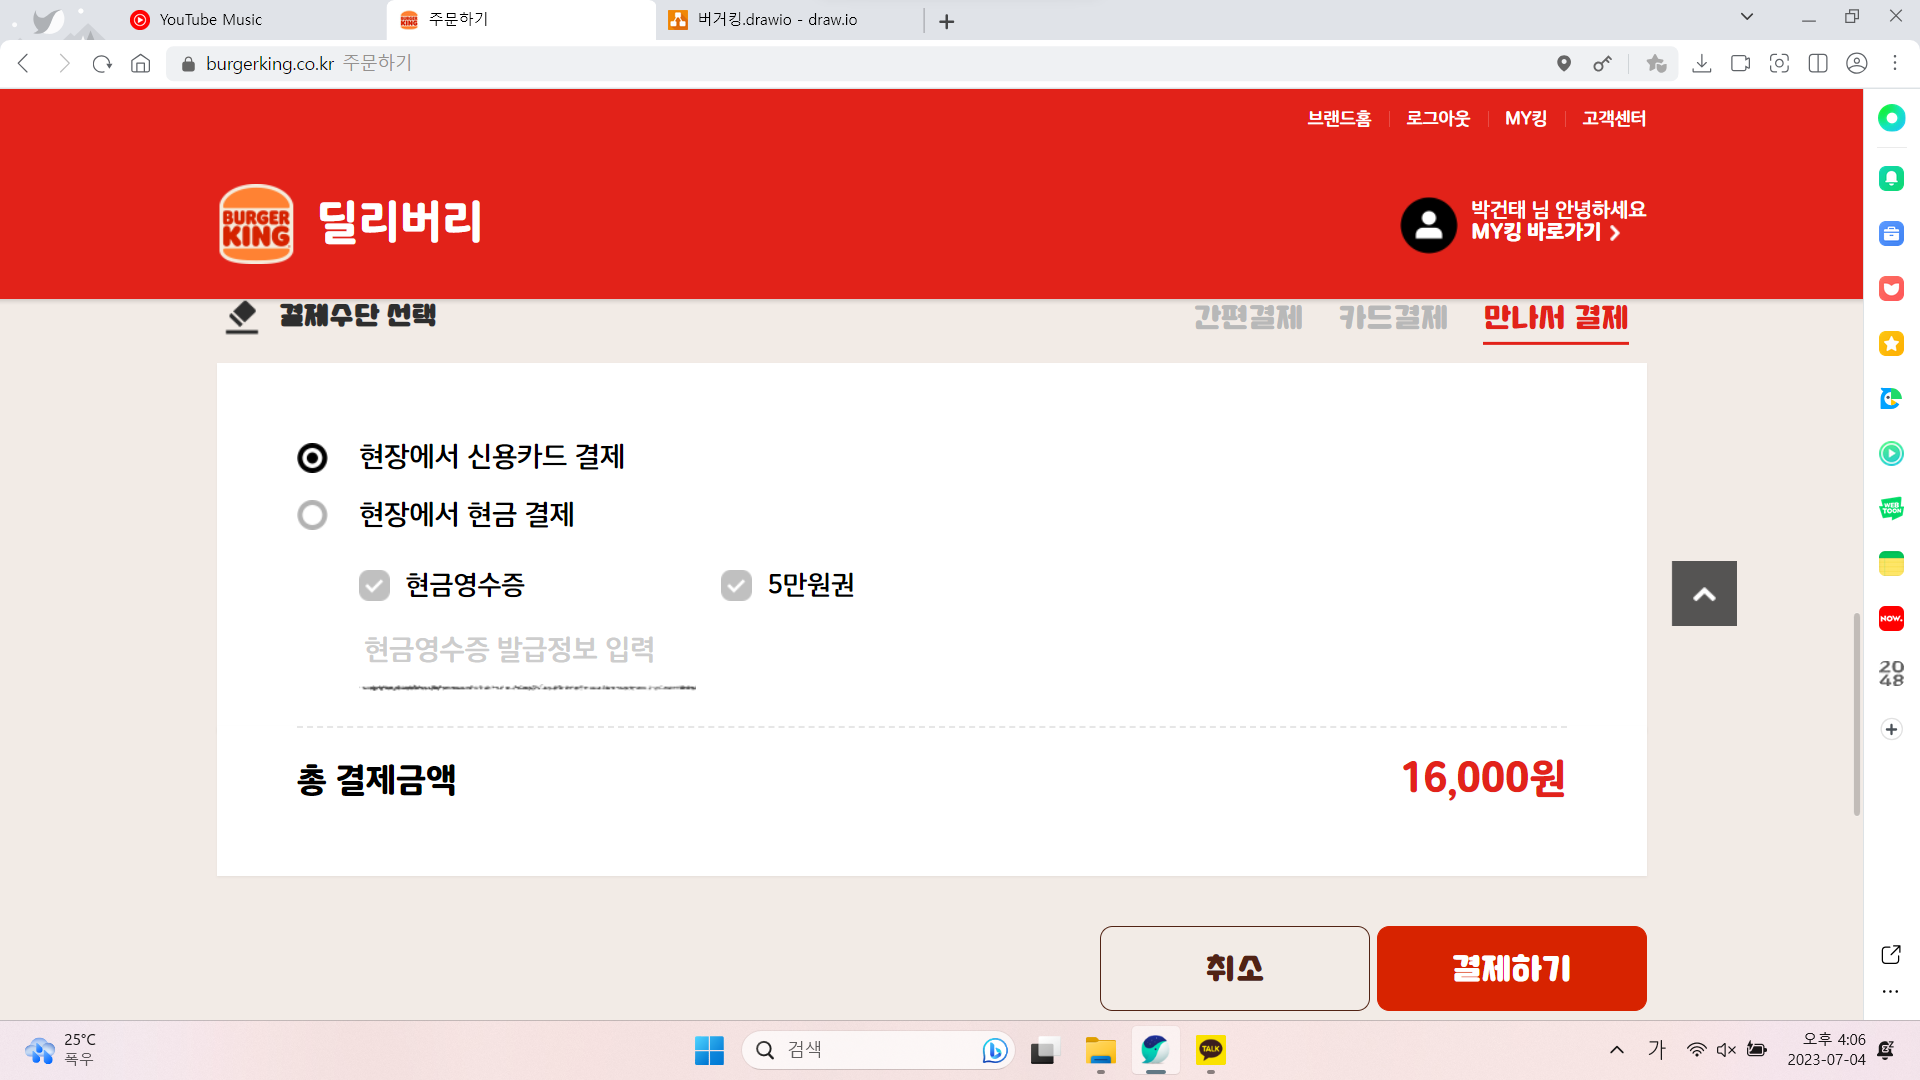 YouTube Music
주문하기
버거킹.drawio - draw.io
burgerking.co.kr 주문하기
브랜드홈
로그아웃
MY킹
고객센터
BURGER
KING
딜리버리
박건태 님 안녕하세요
MY킹 바로가기
결제수단 선택
간편결제
카드결제
만나서 결제
현장에서 신용카드 결제
현장에서 현금 결제
현금영수증
5만원권
현금영수증 발급정보 입력
총 결제금액
16,000원
취소
결제하기
WEB
TOON
NOW.
20
48
25°C
폭우
검색
TALK
가
오후 4:06
2023-07-04